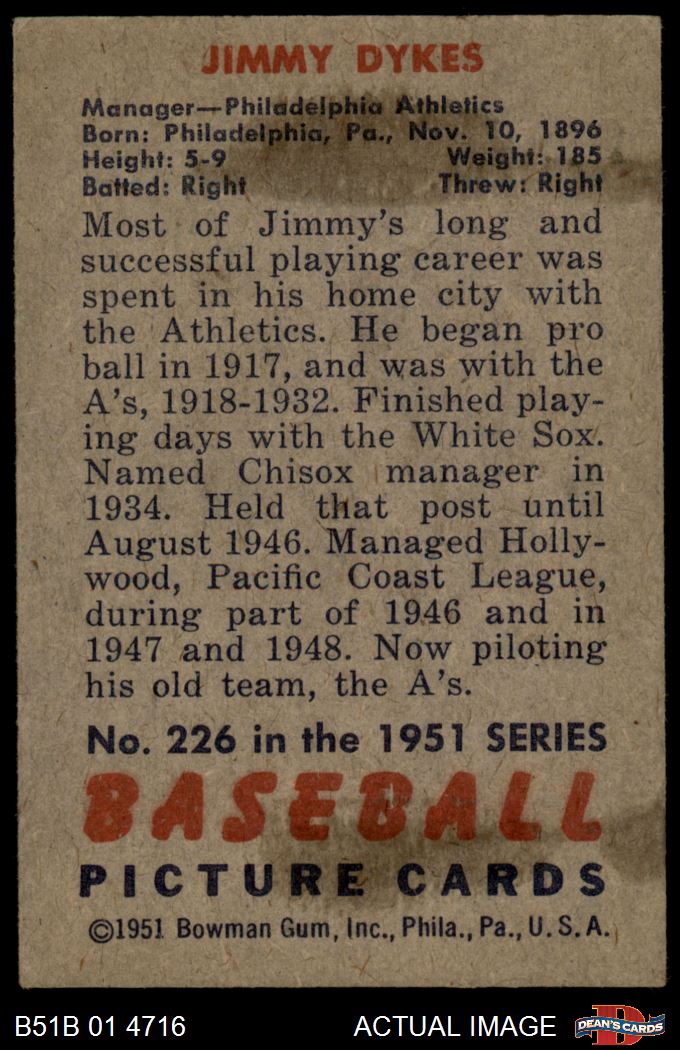 JIMMY DYKES
Manager—Philadelphia Athletics
Born: Philadelphia, Pa., Nov. 10, 1896
Height: 5-9 Weight: 185
Batted: Right Threw: Right
Most of Jimmy's long and
successful playing career was
spent in his home city with
the Athletics. He began pro
ball in 1917, and was with the
A's, 1918-1932. Finished play-
ing days with the White Sox.
Named Chisox manager in
1934. Held that post until
August 1946. Managed Holly-
wood, Pacific Coast League,
during part of 1946 and in
1947 and 1948. Now piloting
his old team, the A's.
No. 226 in the 1951 SERIES
BASEBALL
PICTURE CARDS
©1951 Bowman Gum, Inc., Phila., Pa., U.S.A.
B51B 01 4716 ACTUAL IMAGE DEAN'S CARDS